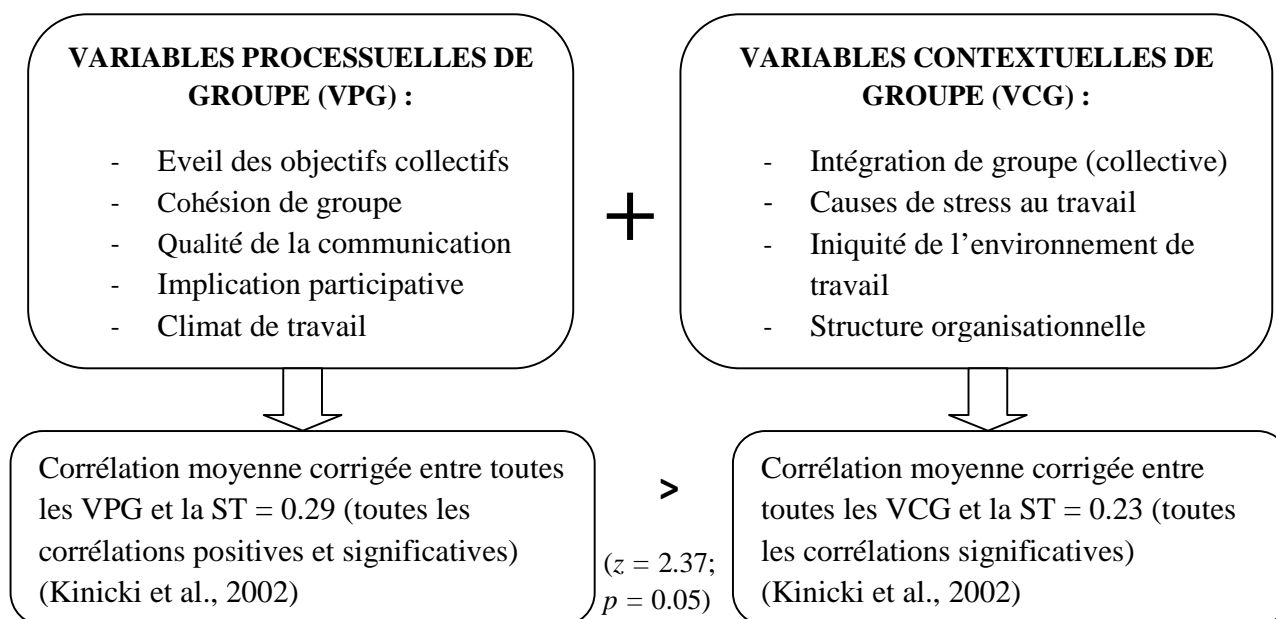 VARIABLES PROCESSUELLES DE
GROUPE (VPG) :
- Eveil des objectifs collectifs
- Cohésion de groupe
- Qualité de la communication
- Implication participative
- Climat de travail
+
VARIABLES CONTEXTUELLES DE
GROUPE (VCG) :
- Intégration de groupe (collective)
- Causes de stress au travail
- Iniquité de l’environnement de
travail
- Structure organisationnelle
Corrélation moyenne corrigée entre toutes
les VPG et la ST = 0.29 (toutes les
corrélations positives et significatives)
(Kinicki et al., 2002)
>
(z = 2.37;
p = 0.05)
Corrélation moyenne corrigée entre
toutes les VCG et la ST = 0.23 (toutes
les corrélations significatives)
(Kinicki et al., 2002)